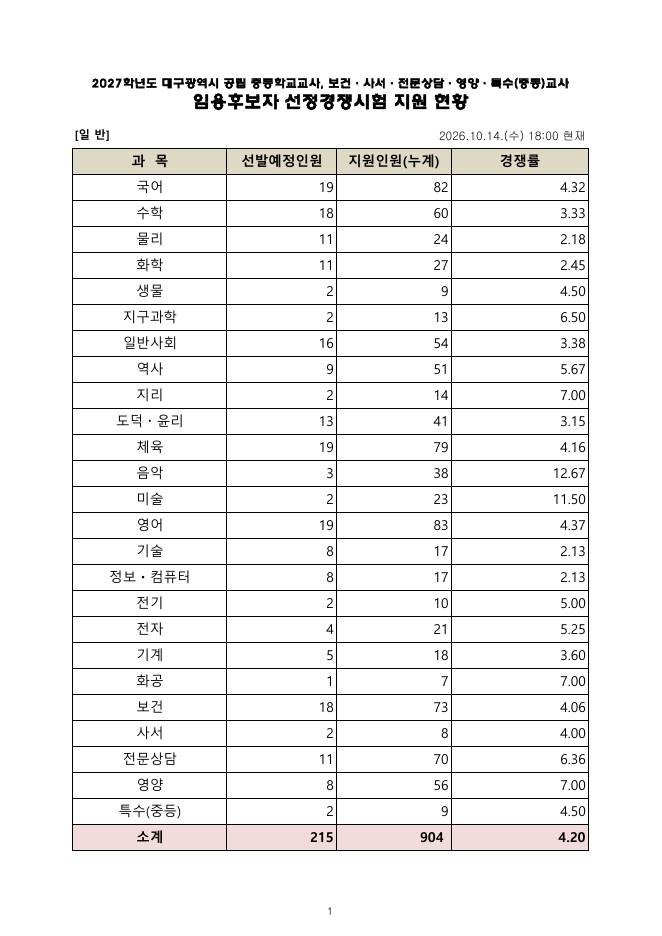 2027학년도 대구광역시 공립 중등학교교사, 보건·사서·전문상담·영양·특수(중등)교사
임용후보자 선정경쟁시험 지원 현황
[일 반] 2026.10.14.(수) 18:00 현재
과 목 선발예정인원 지원인원(누계) 경쟁률
국어 19 82 4.32
수학 18 60 3.33
물리 11 24 2.18
화학 11 27 2.45
생물 2 9 4.50
지구과학 2 13 6.50
일반사회 16 54 3.38
역사 9 51 5.67
지리 2 14 7.00
도덕·윤리 13 41 3.15
체육 19 79 4.16
음악 3 38 12.67
미술 2 23 11.50
영어 19 83 4.37
기술 8 17 2.13
정보·컴퓨터 8 17 2.13
전기 2 10 5.00
전자 4 21 5.25
기계 5 18 3.60
화공 1 7 7.00
보건 18 73 4.06
사서 2 8 4.00
전문상담 11 70 6.36
영양 8 56 7.00
특수(중등) 2 9 4.50
소계 215 904 4.20
1